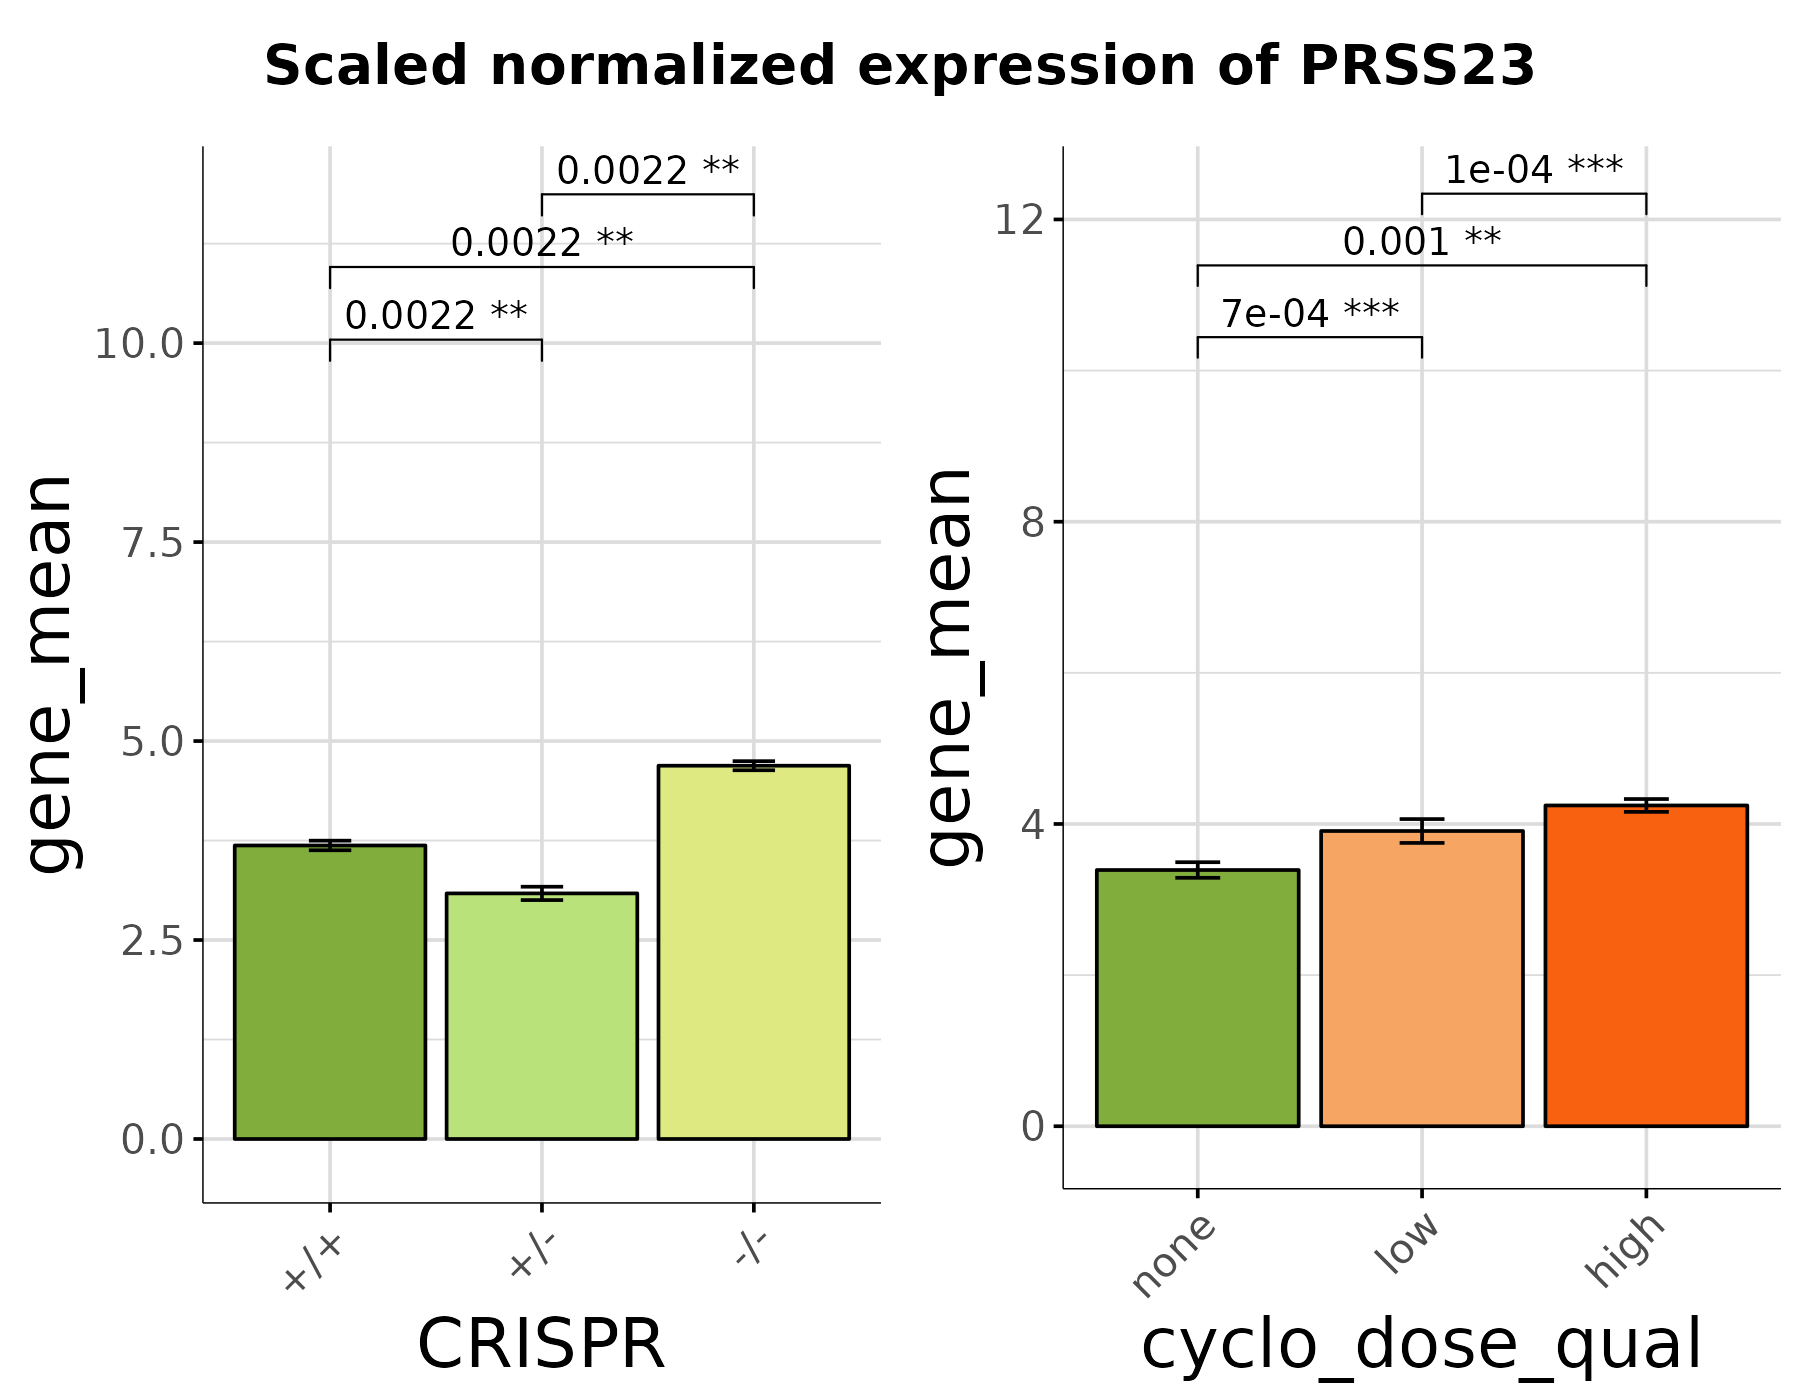 Scaled normalized expression of PRSS23
gene_mean
0.0022 **
0.0022 **
0.0022 **
10.0
7.5
5.0
2.5
0.0
+/+
+/-
-/-
CRISPR
gene_mean
1e-04 ***
0.001 **
7e-04 ***
12
8
4
0
none
low
high
cyclo_dose_qual